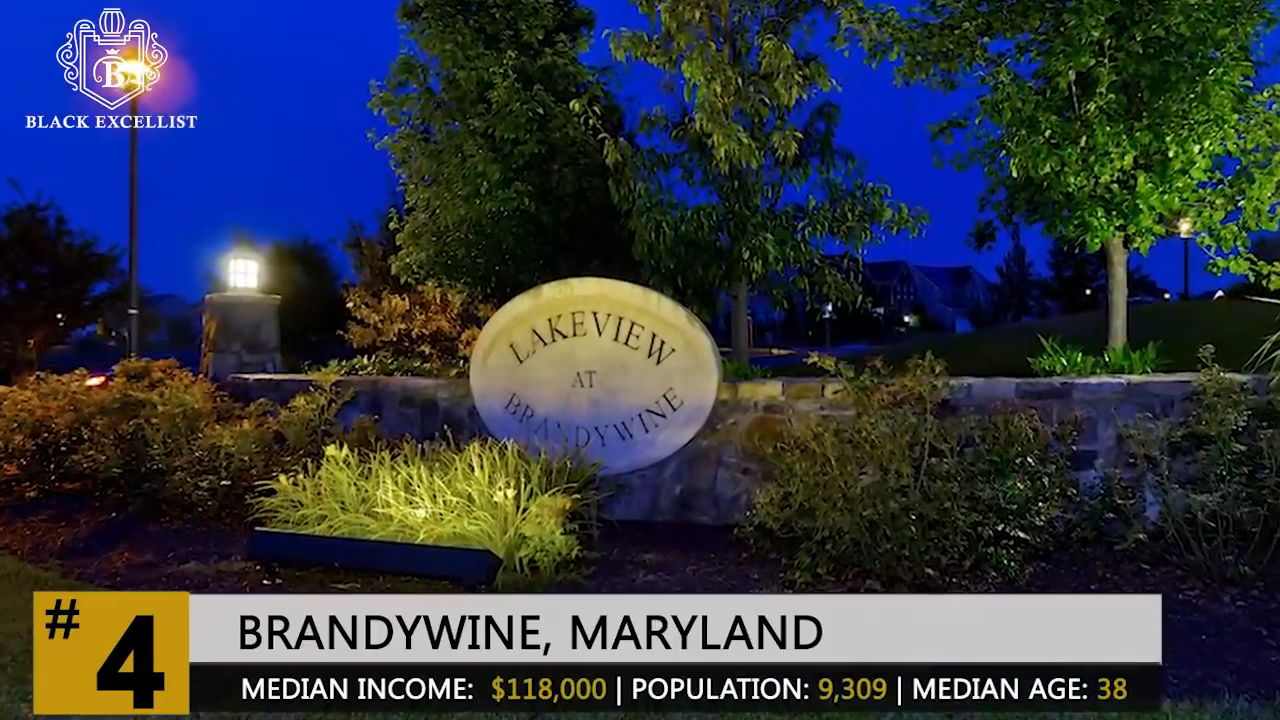 B
BLACK EXCELLIST
LAKEVIEW
AT
BRANDYWINE
#4
BRANDYWINE, MARYLAND
MEDIAN INCOME: $118,000 | POPULATION: 9,309 | MEDIAN AGE: 38